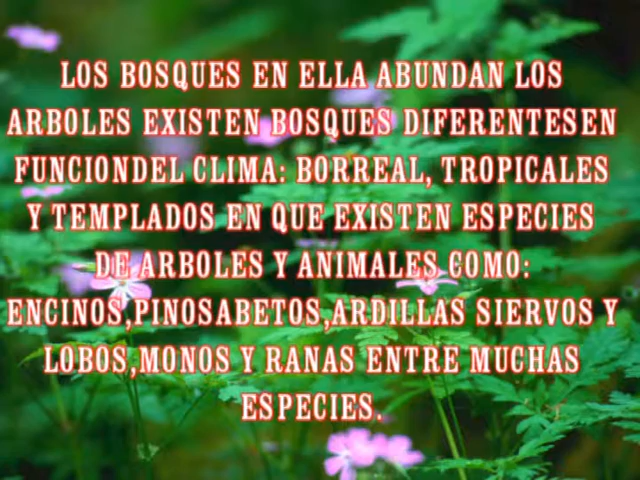 LOS BOSQUES EN ELLA ABUNDAN LOS
ARBOLES EXISTEN BOSQUES DIFERENTESEN
FUNCIONDEL CLIMA: BORREAL, TROPICALES
Y TEMPLADOS EN QUE EXISTEN ESPECIES
DE ARBOLES Y ANIMALES COMO:
ENCINOS,PINOSABETOS,ARDILLAS SIERVOS Y
LOBOS,MONOS Y RANAS ENTRE MUCHAS
ESPECIES.